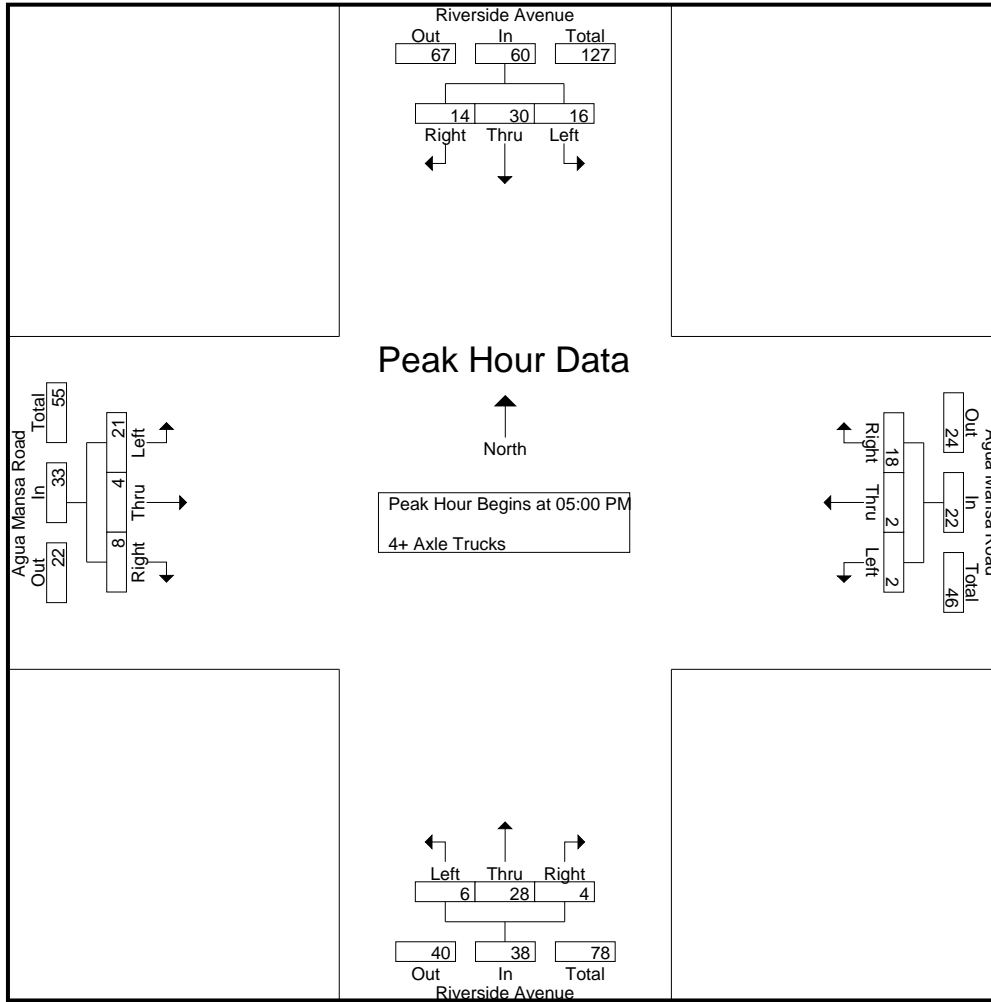 Riverside Avenue
Out In Total
67 60 127
14 30 16
Right Thru Left
Peak Hour Data
North
Peak Hour Begins at 05:00 PM
4+ Axle Trucks
Agua Mansa Road
Total In Out
55 33 22
21 4 8
Left Thru Right
Agua Mansa Road
Out In Total
24 22 46
18 2 2
Right Thru Left
Left Thru Right
6 28 4
40 38 78
Out In Total
Riverside Avenue